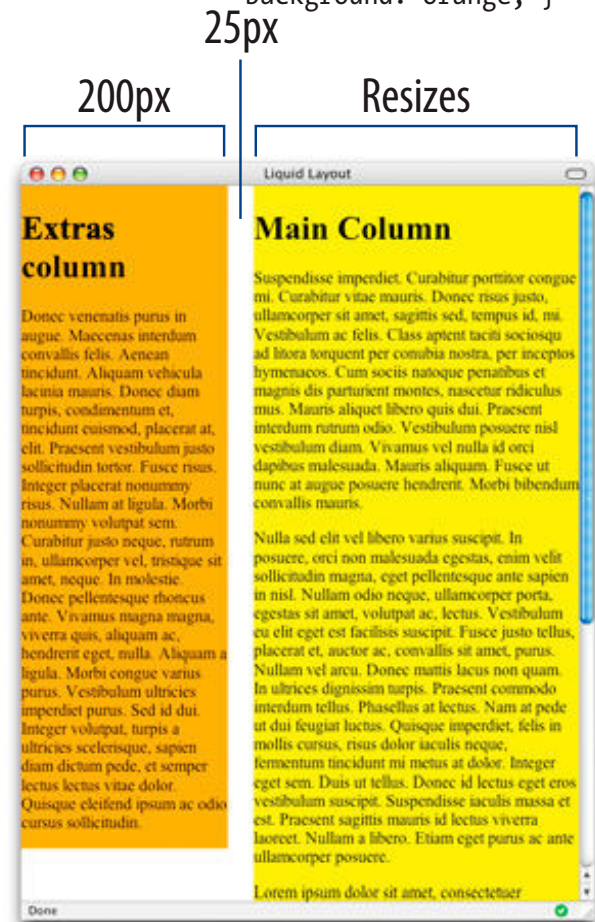 background: orange; }
25px
200px
Resizes
Liquid Layout
Extras
column
Donec venenatis purus in
augue. Maecenas interdum
convallis felis. Aenean
tincidunt. Aliquam vehicula
lacinia mauris. Donec diam
turpis, condimentum et,
tincidunt euismod, placerat at,
elit. Praesent vestibulum justo
sollicitudin tortor. Fusce risus.
Integer placerat nonummy
risus. Nullam at ligula. Morbi
nonummy volutpat sem.
Curabitur justo neque, rutrum
in, ullamcorper vel, tristique sit
amet, neque. In molestie.
Donec pellentesque rhoncus
ante. Vivamus magna magna,
viverra quis, aliquam ac,
hendrerit eget, nulla. Aliquam a
ligula. Morbi congue varius
purus. Vestibulum ultricies
imperdiet purus. Sed id dui.
Integer volutpat, turpis a
ultricies scelerisque, sapien
diam dictum pede, et semper
lectus lectus vitae dolor.
Quisque eleifend ipsum ac odio
cursus sollicitudin.
Main Column
Suspendisse imperdiet. Curabitur porttitor congue
mi. Curabitur vitae mauris. Donec risus justo,
ullamcorper sit amet, sagittis sed, tempus id, mi.
Vestibulum ac felis. Class aptent taciti sociosqu
ad litora torquent per conubia nostra, per inceptos
hymenaeos. Cum sociis natoque penatibus et
magnis dis parturient montes, nascetur ridiculus
mus. Mauris aliquet libero quis dui. Praesent
interdum rutrum odio. Vestibulum posuere nisl
vestibulum diam. Vivamus vel nulla id orci
dapibus malesuada. Mauris aliquam. Fusce ut
nunc at augue posuere hendrerit. Morbi bibendum
convallis mauris.
Nulla sed elit vel libero varius suscipit. In
posuere, orci non malesuada egestas, enim velit
sollicitudin magna, eget pellentesque ante sapien
in nisl. Nullam odio neque, ullamcorper porta,
egestas sit amet, volutpat ac, lectus. Vestibulum
eu elit eget est facilisis suscipit. Fusce justo tellus,
placerat et, auctor ac, convallis sit amet, purus.
Nullam vel arcu. Donec mattis lacus non quam.
In ultrices dignissim turpis. Praesent commodo
interdum tellus. Phasellus at lectus. Nam at pede
ut dui feugiat luctus. Quisque imperdiet, felis in
mollis cursus, risus dolor iaculis neque,
fermentum tincidunt mi metus at dolor. Integer
eget sem. Duis ut tellus. Donec id lectus eget eros
vestibulum suscipit. Suspendisse iaculis massa et
est. Praesent sagittis mauris id lectus viverra
laoreet. Nullam a libero. Etiam eget purus ac ante
ullamcorper posuere.
Lorem ipsum dolor sit amet, consectetuer
Done